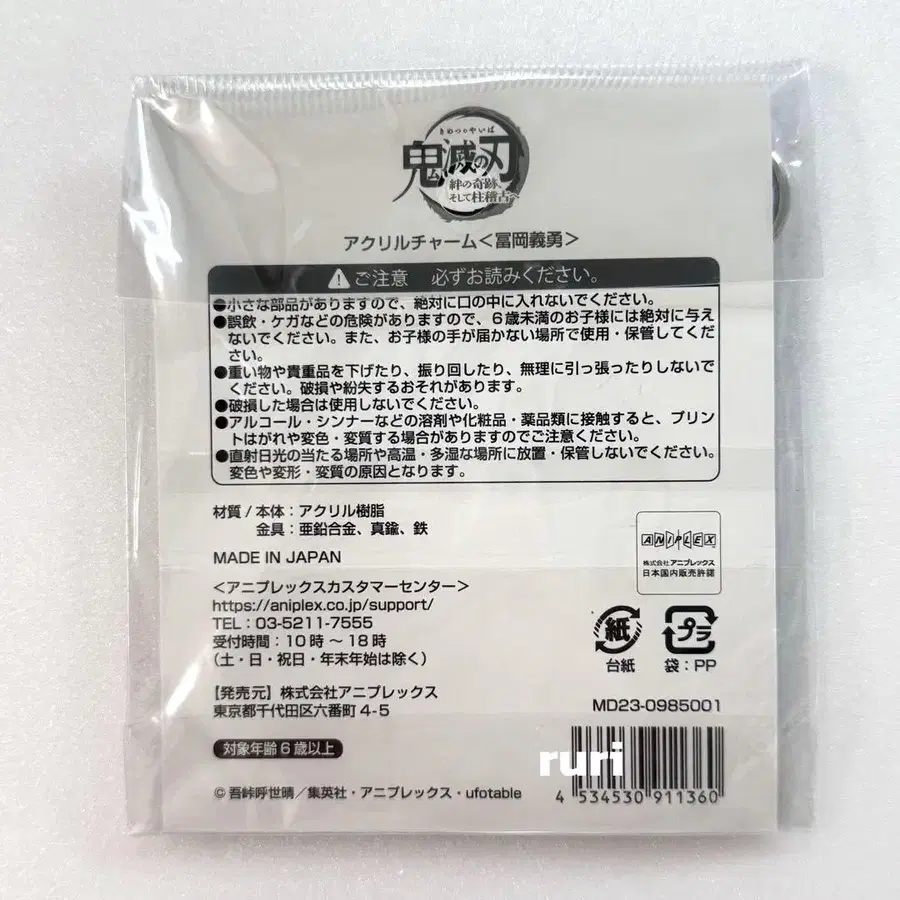 きめつのやいば
鬼滅の刃
絆の奇跡、
そして柱稽古へ
アクリルチャーム＜冨岡義勇＞
ご注意 必ずお読みください。
●小さな部品がありますので、絶対に口の中に入れないでください。
●誤飲・ケガなどの危険がありますので、6歳未満のお子様には絶対に与え
ないでください。また、お子様の手が届かない場所で使用・保管してくだ
さい。
●重い物や貴重品を下げたり、振り回したり、無理に引っ張ったりしないで
ください。破損や紛失するおそれがあります。
●破損した場合は使用しないでください。
●アルコール・シンナーなどの溶剤や化粧品・薬品類に接触すると、プリン
トはがれや変色・変質する場合がありますのでご注意ください。
●直射日光の当たる場所や高温・多湿な場所に放置・保管しないでください。
変色や変形・変質の原因となります。
材質 / 本体：アクリル樹脂
金具：亜鉛合金、真鍮、鉄
MADE IN JAPAN
ANIPLEX
株式会社アニプレックス
日本国内販売許諾
＜アニプレックスカスタマーセンター＞
https://aniplex.co.jp/support/
TEL：03-5211-7555
受付時間：10時～18時
（土・日・祝日・年末年始は除く）
紙
台紙
プラ
袋：PP
【発売元】株式会社アニプレックス
東京都千代田区六番町 4-5
MD23-0985001
対象年齢6歳以上
ruri
4 534530 911360
© 吾峠呼世晴／集英社・アニプレックス・ufotable